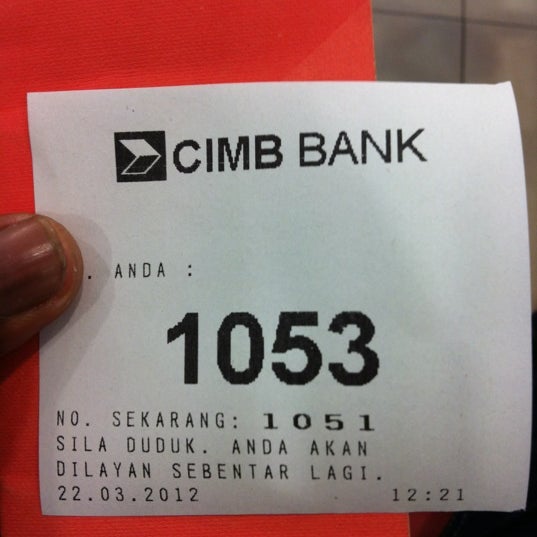 CIMB BANK
. ANDA :
1053
NO. SEKARANG: 1051
SILA DUDUK. ANDA AKAN
DILAYAN SEBENTAR LAGI.
22.03.2012 12:21